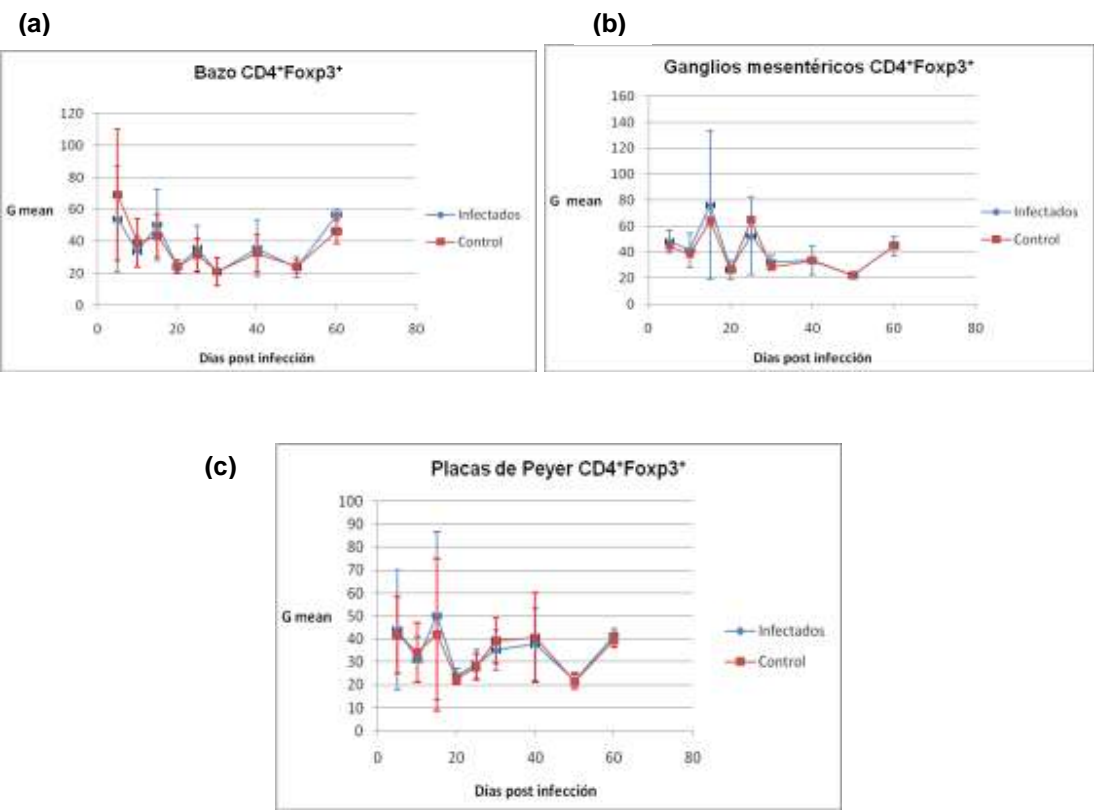 (a)
Bazo CD4⁺Foxp3⁺
120
100
80
60
40
20
0
G mean
0 20 40 60 80
Dias post infección
Infectados
Control
(b)
Ganglios mesentéricos CD4⁺Foxp3⁺
160
140
120
100
80
60
40
20
0
G mean
0 20 40 60 80
Dias post infección
Infectados
Control
(c)
Placas de Peyer CD4⁺Foxp3⁺
100
90
80
70
60
50
40
30
20
10
0
G mean
0 20 40 60 80
Dias post infección
Infectados
Control